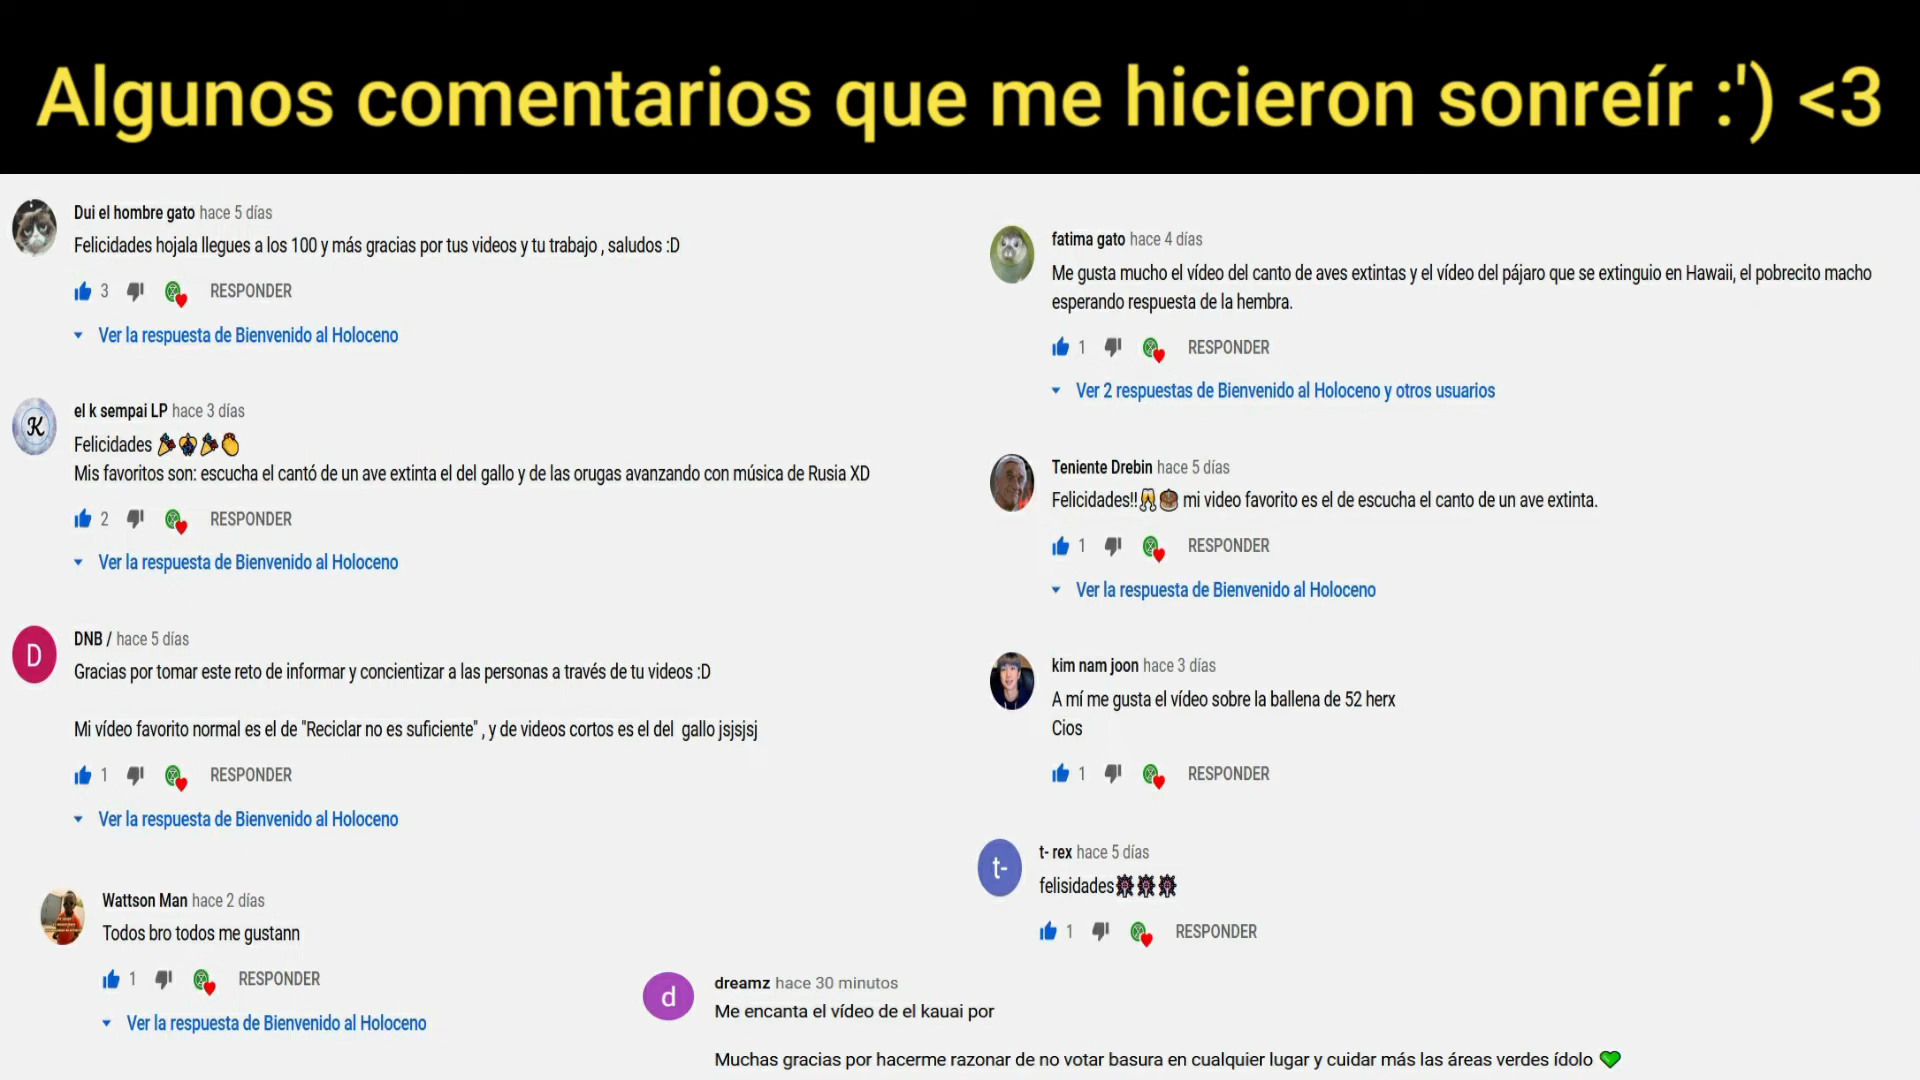 Algunos comentarios que me hicieron sonreír :') <3
Dui el hombre gato hace 5 días
Felicidades hojala llegues a los 100 y más gracias por tus videos y tu trabajo , saludos :D
3 RESPONDER
Ver la respuesta de Bienvenido al Holoceno
el k sempai LP hace 3 días
Felicidades
Mis favoritos son: escucha el cantó de un ave extinta el del gallo y de las orugas avanzando con música de Rusia XD
2 RESPONDER
Ver la respuesta de Bienvenido al Holoceno
D
DNB / hace 5 días
Gracias por tomar este reto de informar y concientizar a las personas a través de tu videos :D
Mi vídeo favorito normal es el de "Reciclar no es suficiente" , y de videos cortos es el del gallo jsjsjsj
1 RESPONDER
Ver la respuesta de Bienvenido al Holoceno
Wattson Man hace 2 días
Todos bro todos me gustann
1 RESPONDER
Ver la respuesta de Bienvenido al Holoceno
fatima gato hace 4 días
Me gusta mucho el vídeo del canto de aves extintas y el vídeo del pájaro que se extinguio en Hawaii, el pobrecito macho
esperando respuesta de la hembra.
1 RESPONDER
Ver 2 respuestas de Bienvenido al Holoceno y otros usuarios
Teniente Drebin hace 5 días
Felicidades!!🥂🎂 mi video favorito es el de escucha el canto de un ave extinta.
1 RESPONDER
Ver la respuesta de Bienvenido al Holoceno
kim nam joon hace 3 días
A mí me gusta el vídeo sobre la ballena de 52 herx
Cios
1 RESPONDER
t-
t- rex hace 5 días
felisidades
1 RESPONDER
d
dreamz hace 30 minutos
Me encanta el vídeo de el kauai por
Muchas gracias por hacerme razonar de no votar basura en cualquier lugar y cuidar más las áreas verdes ídolo 💚